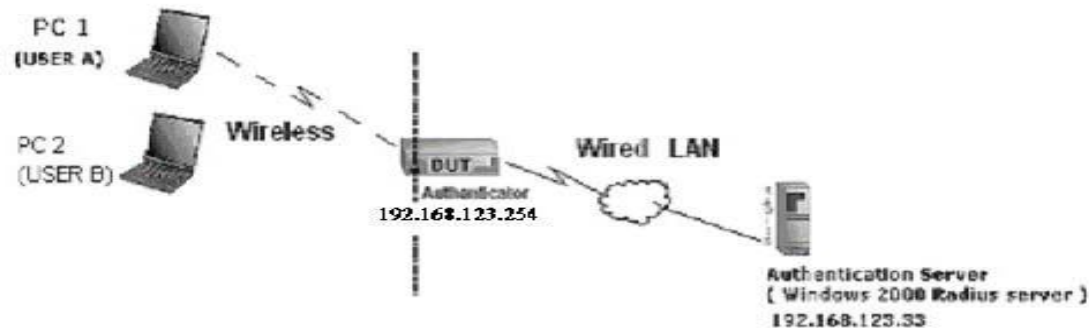 PC 1
(USER A)
Wireless
PC 2
(USER B)
DUT
Authenticator
192.168.123.254
Wired LAN
Authentication Server
( Windows 2000 Radius server )
192.168.123.33